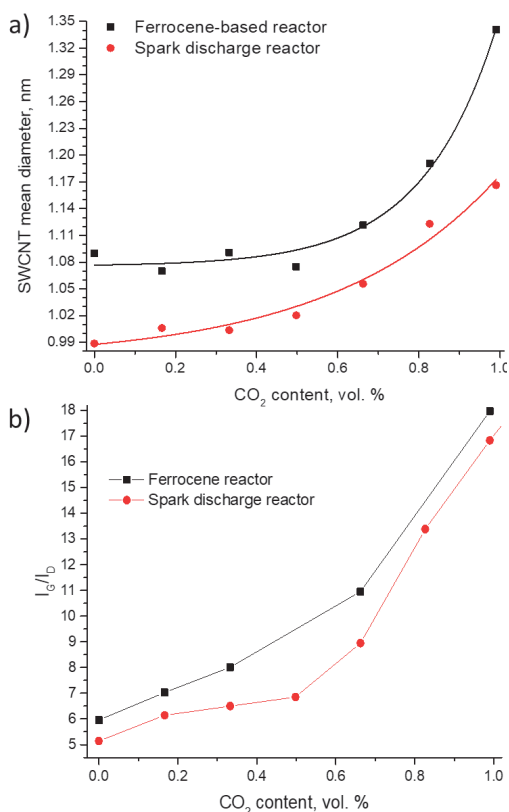 a)
Ferrocene-based reactor
Spark discharge reactor
SWCNT mean diameter, nm
1.35
1.32
1.29
1.26
1.23
1.20
1.17
1.14
1.11
1.08
1.05
1.02
0.99
0.0 0.2 0.4 0.6 0.8 1.0
CO₂ content, vol. %
b)
Ferrocene reactor
Spark discharge reactor
I_G/I_D
18
17
16
15
14
13
12
11
10
9
8
7
6
5
0.0 0.2 0.4 0.6 0.8 1.0
CO₂ content, vol. %